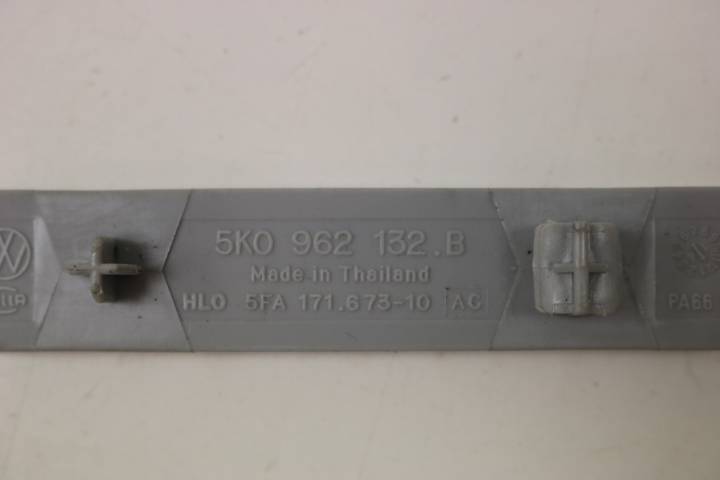 5K0 962 132.B
Made in Thailand
HLO 5FA 171.673-10 AC
PA66